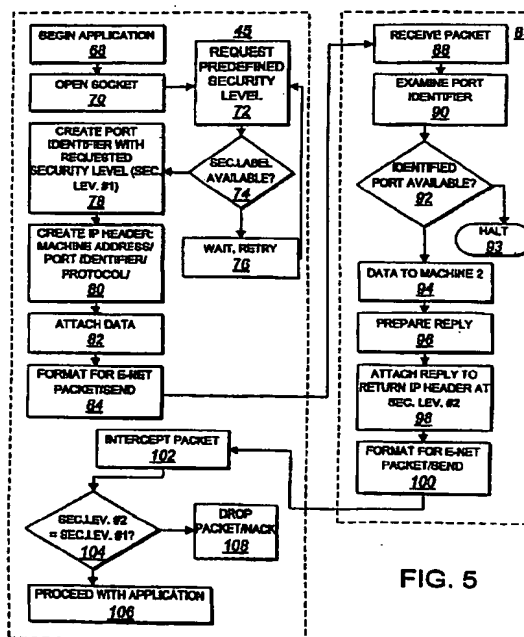 45
BEGIN APPLICATION
68
OPEN SOCKET
70
REQUEST
PREDEFINED
SECURITY
LEVEL
72
SEC.LABEL
AVAILABLE?
74
WAIT, RETRY
76
CREATE PORT
IDENTIFIER WITH
REQUESTED
SECURITY LEVEL (SEC.
LEV. #1)
78
CREATE IP HEADER:
MACHINE ADDRESS/
PORT IDENTIFIER/
PROTOCOL/
80
ATTACH DATA
82
FORMAT FOR E-NET
PACKET/SEND
84
INTERCEPT PACKET
102
SEC.LEV. #2
= SEC.LEV. #1?
104
DROP
PACKET/NACK
108
PROCEED WITH APPLICATION
106
8
RECEIVE PACKET
88
EXAMINE PORT
IDENTIFIER
90
IDENTIFIED
PORT AVAILABLE?
92
HALT
93
DATA TO MACHINE 2
94
PREPARE REPLY
96
ATTACH REPLY TO
RETURN IP HEADER AT
SEC. LEV. #2
98
FORMAT FOR E-NET
PACKET/SEND
100
FIG. 5